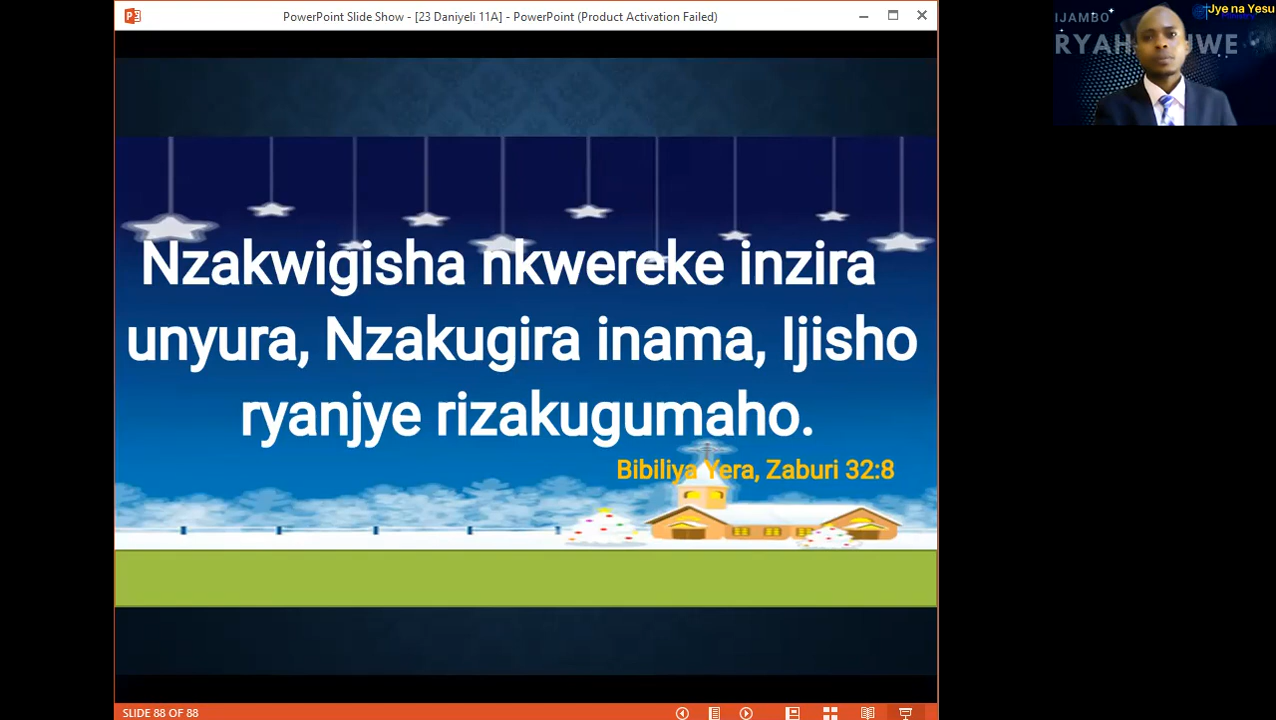 PowerPoint Slide Show - [23 Daniyeli 11A] - PowerPoint (Product Activation Failed)
Jye na Yesu
IJAMBO
Nzakwigisha nkwereke inzira
unyura, Nzakugira inama, Ijisho
ryanjye rizakugumaho.
Bibiliya Yera, Zaburi 32:8
SLIDE 88 OF 88